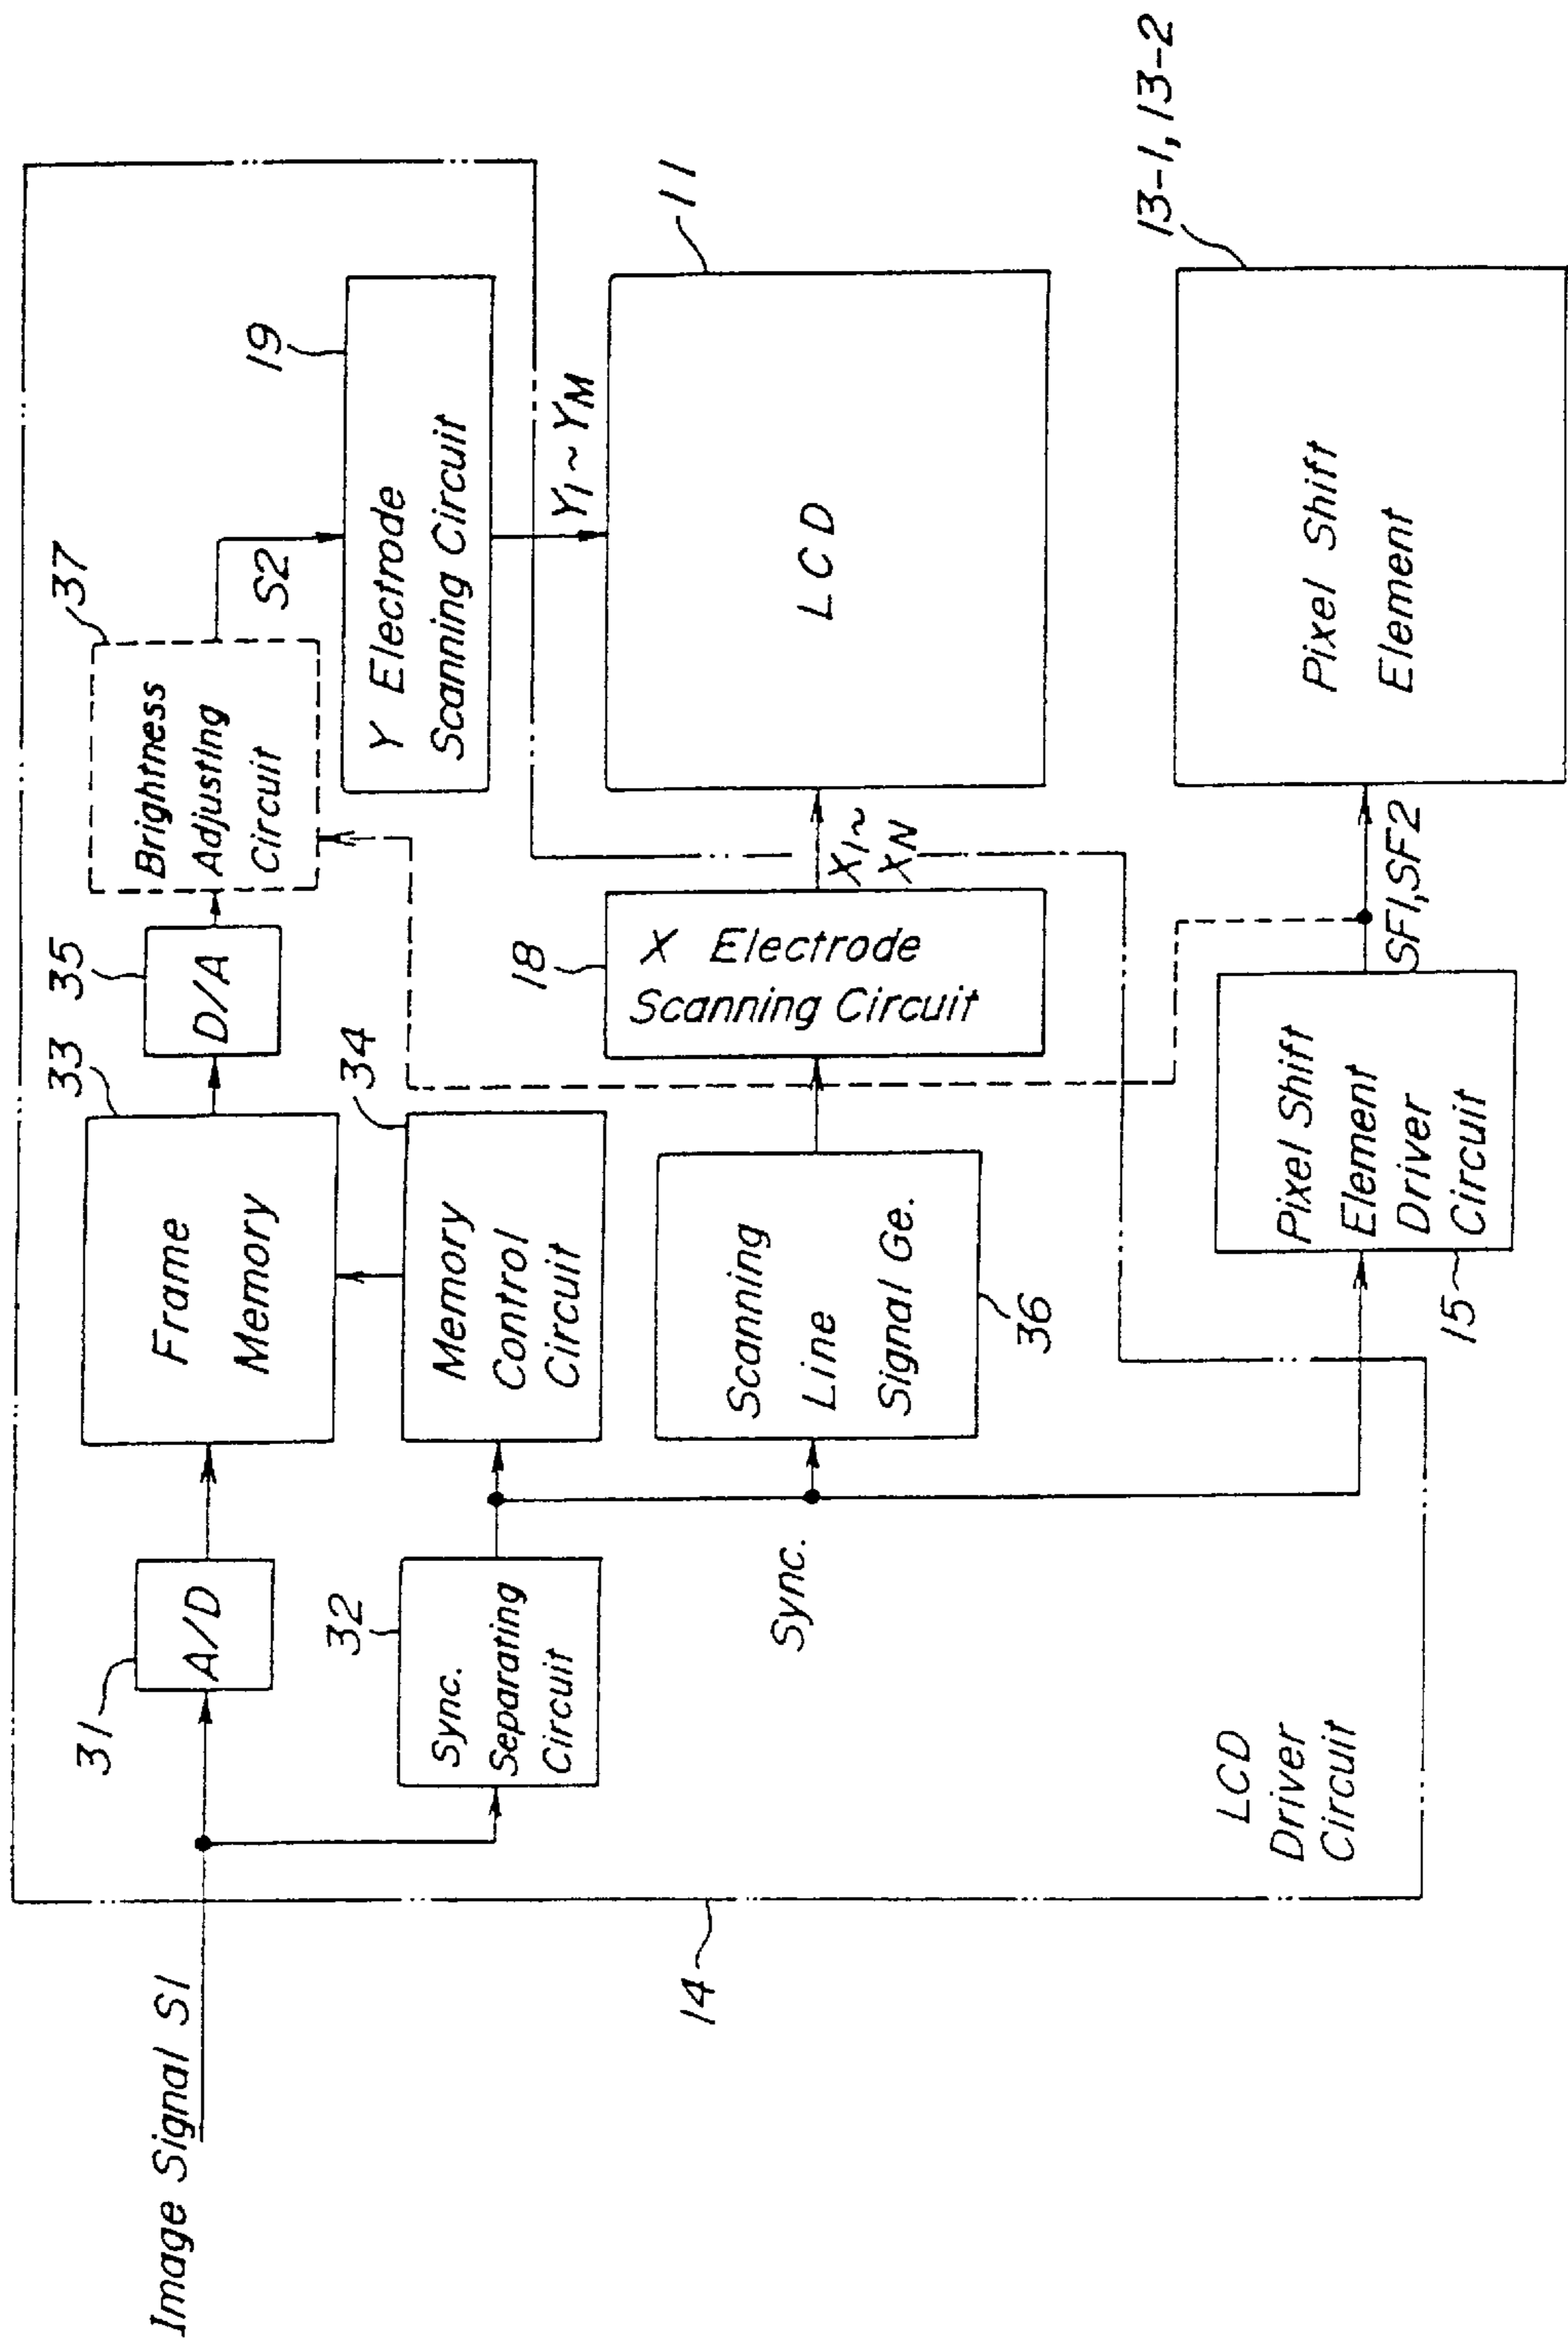 Image Signal S1
31
A/D
33
Frame
Memory
35
D/A
37
Brightness
Adjusting
Circuit
S2
19
Y Electrode
Scanning Circuit
Y1~YM
32
Sync.
Separating
Circuit
34
Memory
Control
Circuit
Sync.
Scanning
Line
Signal Ge.
36
18
X Electrode
Scanning Circuit
X1~
XN
LCD
11
14
LCD
Driver
Circuit
Pixel Shift
Element
Driver
Circuit
15
SF1,SF2
Pixel Shift
Element
13-1, 13-2